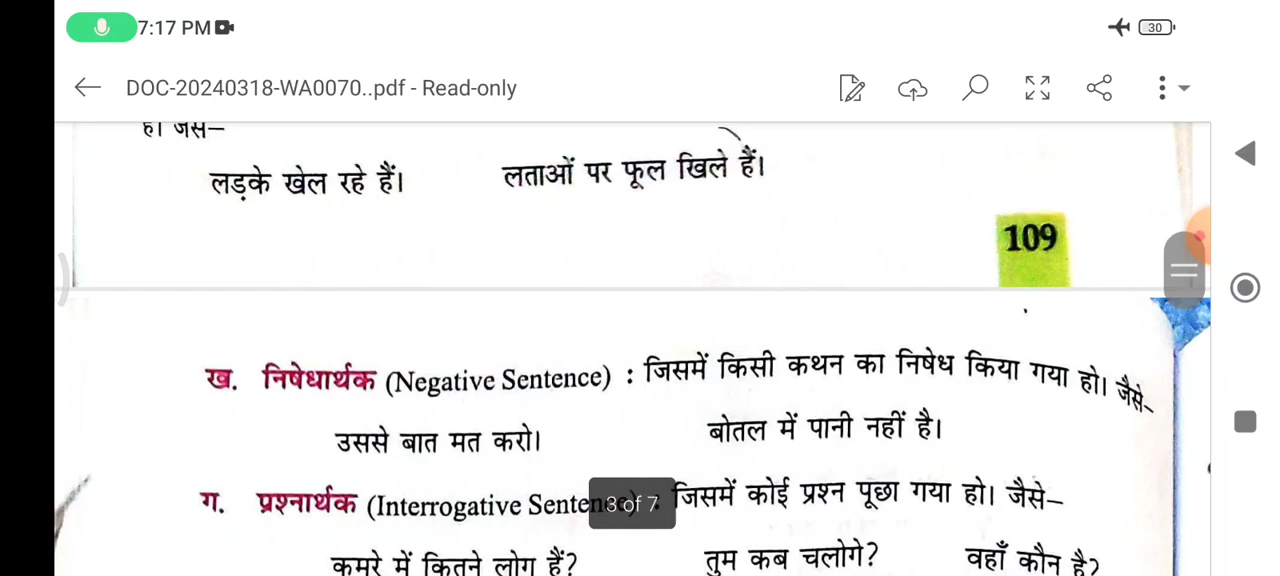 7:17 PM
30
DOC-20240318-WA0070..pdf - Read-only
हो। जैसे–
लड़के खेल रहे हैं। लताओं पर फूल खिले हैं।
109
ख. निषेधार्थक (Negative Sentence) : जिसमें किसी कथन का निषेध किया गया हो। जैसे–
उससे बात मत करो। बोतल में पानी नहीं है।
ग. प्रश्नार्थक (Interrogative Sentence) : जिसमें कोई प्रश्न पूछा गया हो। जैसे–
3 of 7
कमरे में कितने लोग हैं? तुम कब चलोगे? वहाँ कौन है?